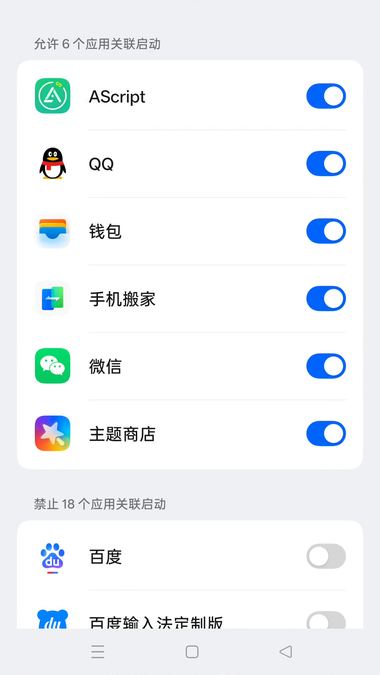 允许 6 个应用关联启动
AScript
QQ
钱包
手机搬家
微信
主题商店
禁止 18 个应用关联启动
百度
du
百度输入法定制版
du